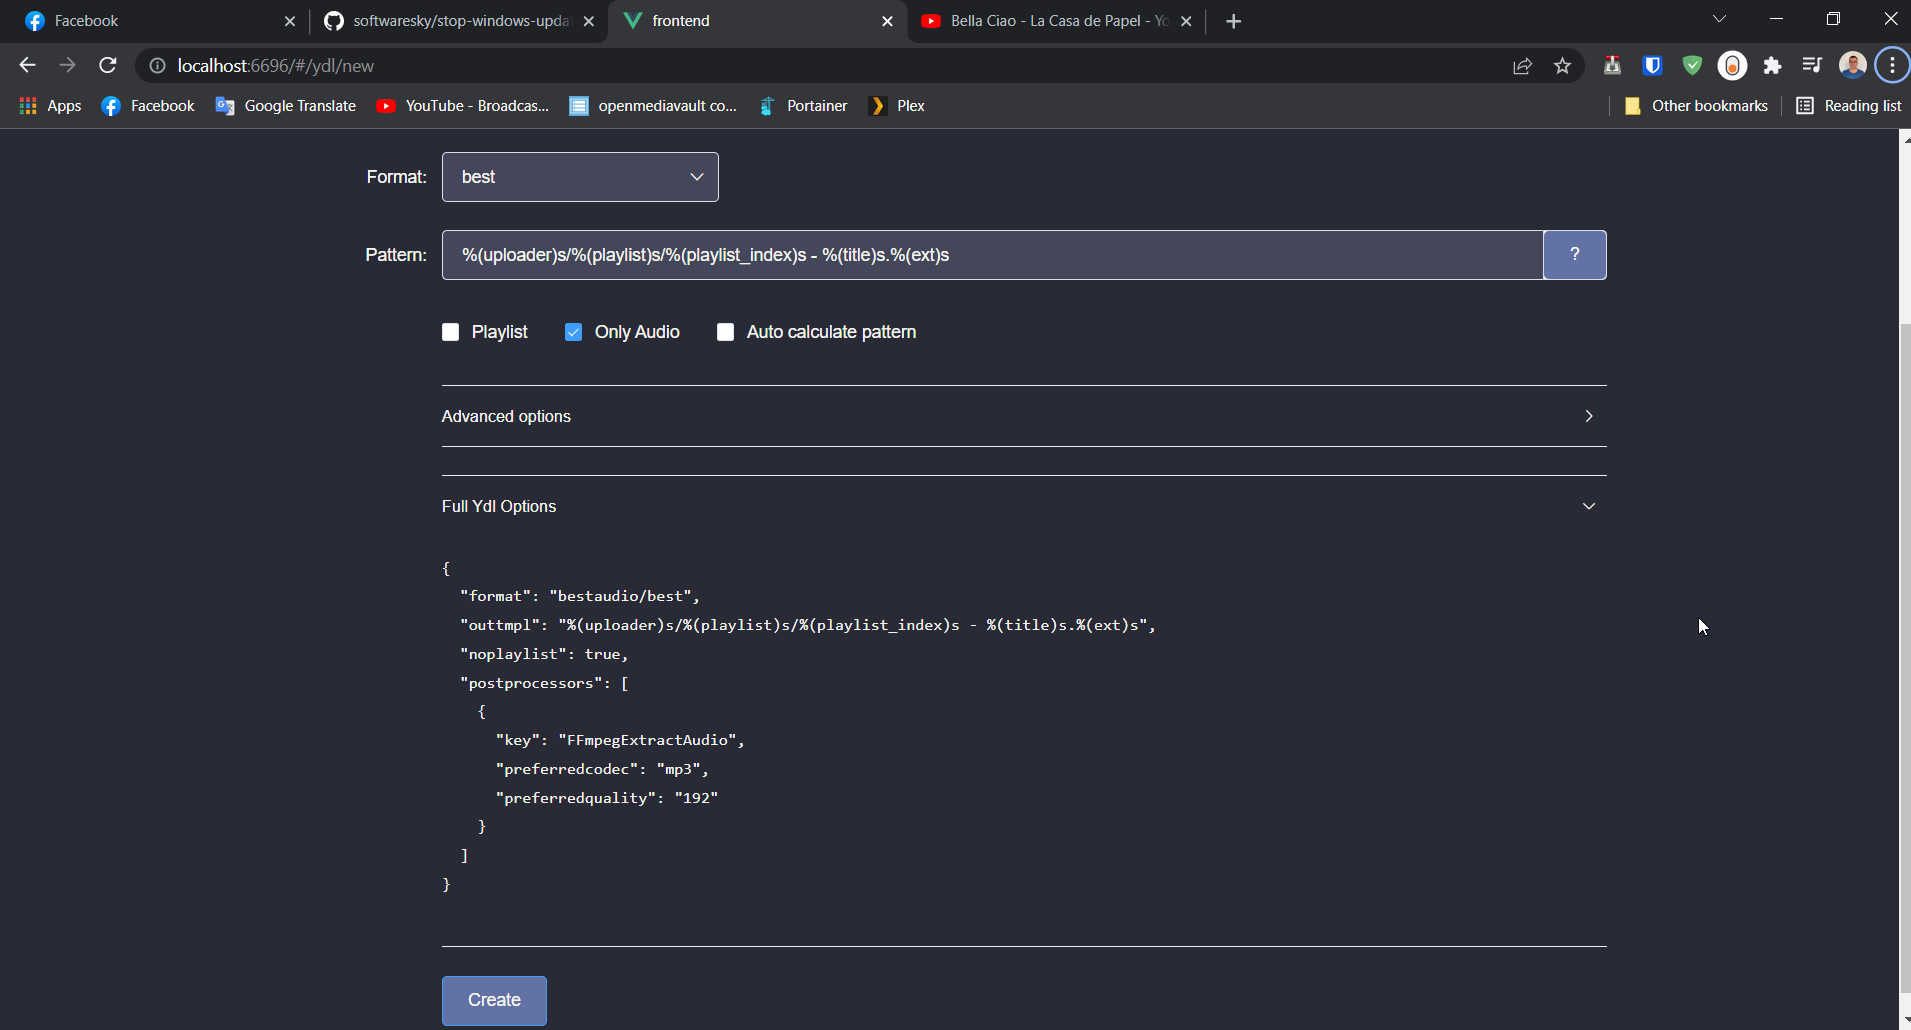 Facebook
softwaresky/stop-windows-upda
frontend
Bella Ciao - La Casa de Papel - Yo
localhost:6696/#/ydl/new
Apps
Facebook
Google Translate
YouTube - Broadcas...
openmediavault co...
Portainer
Plex
Other bookmarks
Reading list
Format:
best
Pattern:
%(uploader)s/%(playlist)s/%(playlist_index)s - %(title)s.%(ext)s
?
Playlist
Only Audio
Auto calculate pattern
Advanced options
Full Ydl Options
{
  "format": "bestaudio/best",
  "outtmpl": "%(uploader)s/%(playlist)s/%(playlist_index)s - %(title)s.%(ext)s",
  "noplaylist": true,
  "postprocessors": [
    {
      "key": "FFmpegExtractAudio",
      "preferredcodec": "mp3",
      "preferredquality": "192"
    }
  ]
}
Create